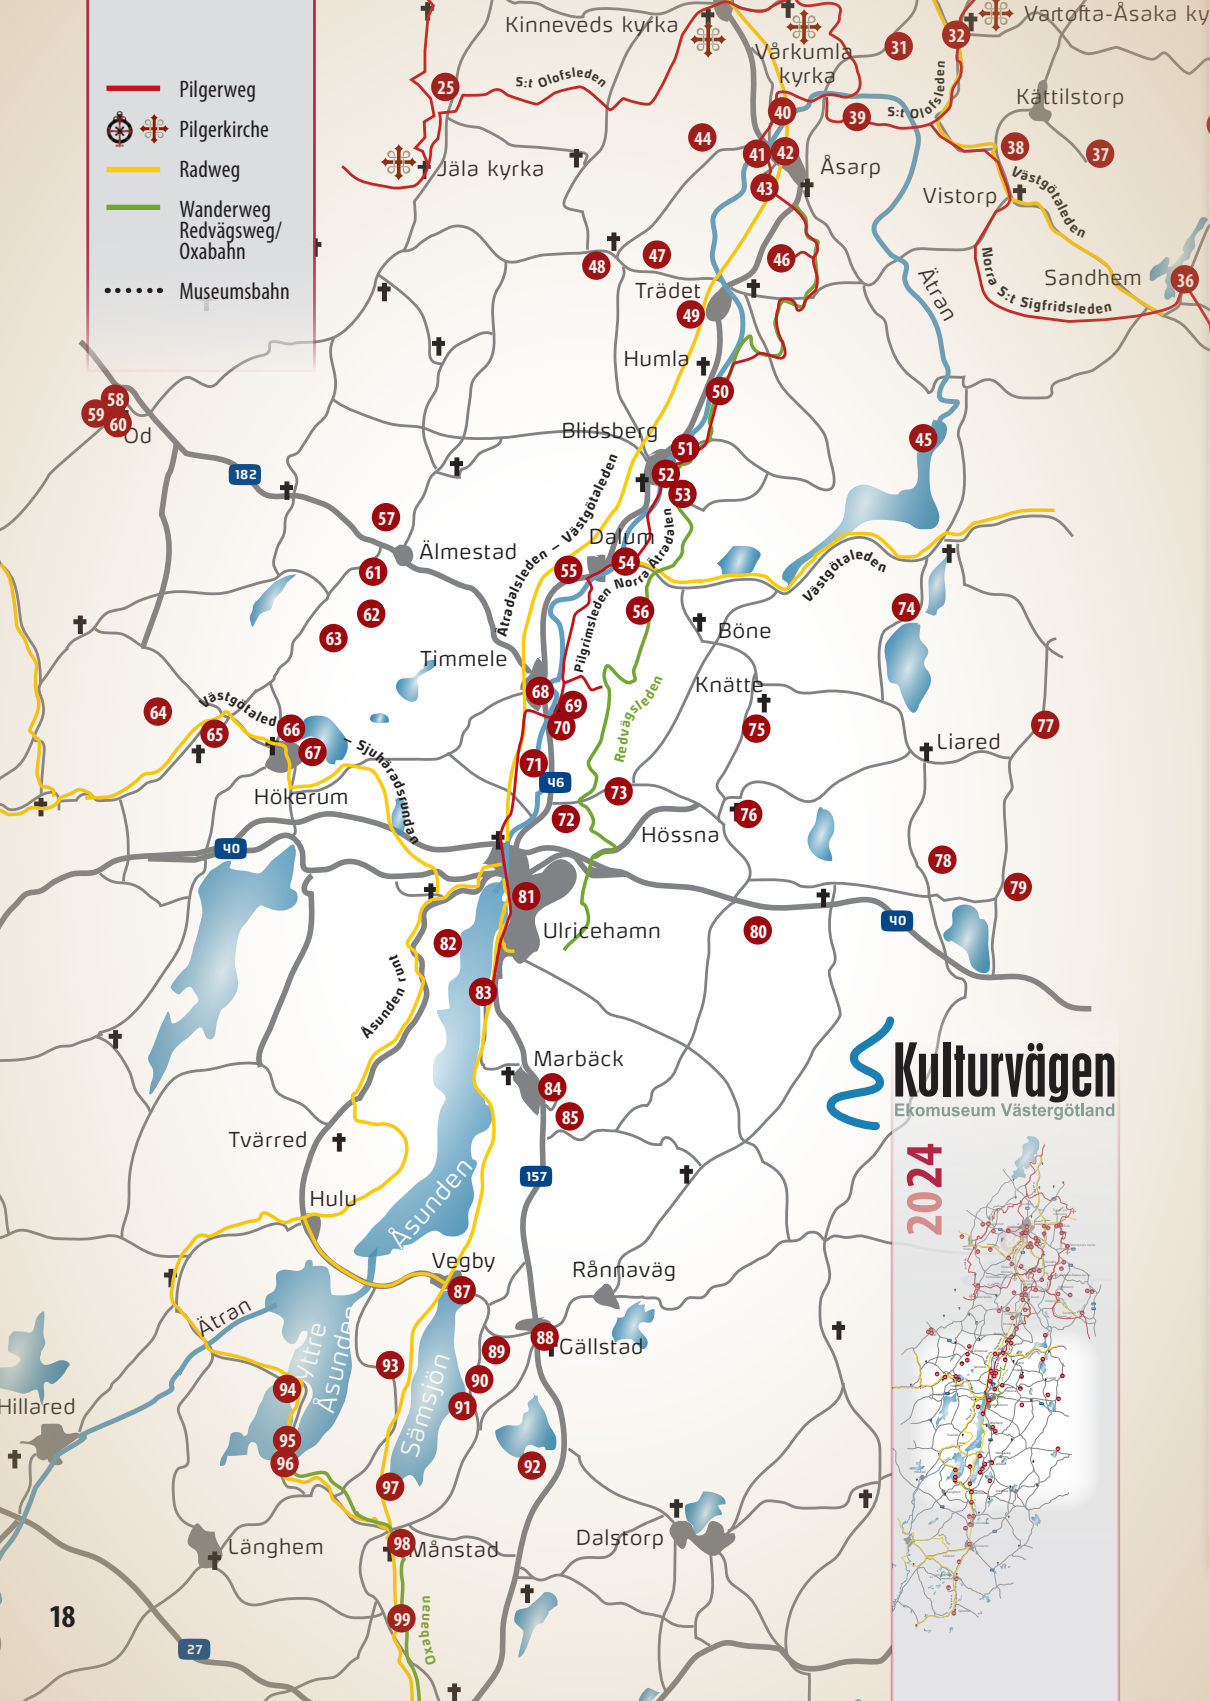 Kinneveds kyrka
Vartofta-Åsaka ky
Vårkumla
kyrka
31
32
25
S:t Olofsleden
Kättilstorp
Pilgerweg
40
39
S:t Olofsleden
Pilgerkirche
44
41
42
38
37
Jäla kyrka
Åsarp
Radweg
43
Vistorp
Västgötaleden
Wanderweg
Redvägsweg/
Oxabahn
48
47
46
Norra S:t Sigfridsleden
Sandhem
36
Museumsbahn
Trädet
Ätran
49
Humla
50
58
59
60
Od
Blidsberg
51
45
182
52
53
57
Älmestad
Ätradalsleden – Västgötaleden
Dalum
54
55
61
Pilgrimsleden Norra Ätradalen
Västgötaleden
62
56
74
63
Böne
Timmele
Knätte
68
69
64
Västgötaled
66
70
75
77
65
67
– Sjuhäradsrundan
Redvägsleden
Liared
71
46
Hökerum
73
72
76
Hössna
40
78
79
81
40
82
Ulricehamn
80
Åsunden runt
83
Marbäck
84
85
Kulturvägen
Ekomuseum Västergötland
Tvärred
2024
157
Hulu
Åsunden
Vegby
87
Rånnaväg
Ätran
88
Gällstad
Yttre
Åsunden
89
93
90
94
Sämsjön
91
Hillared
95
96
92
97
Dalstorp
Länghem
98
Månstad
18
99
Oxabanan
27